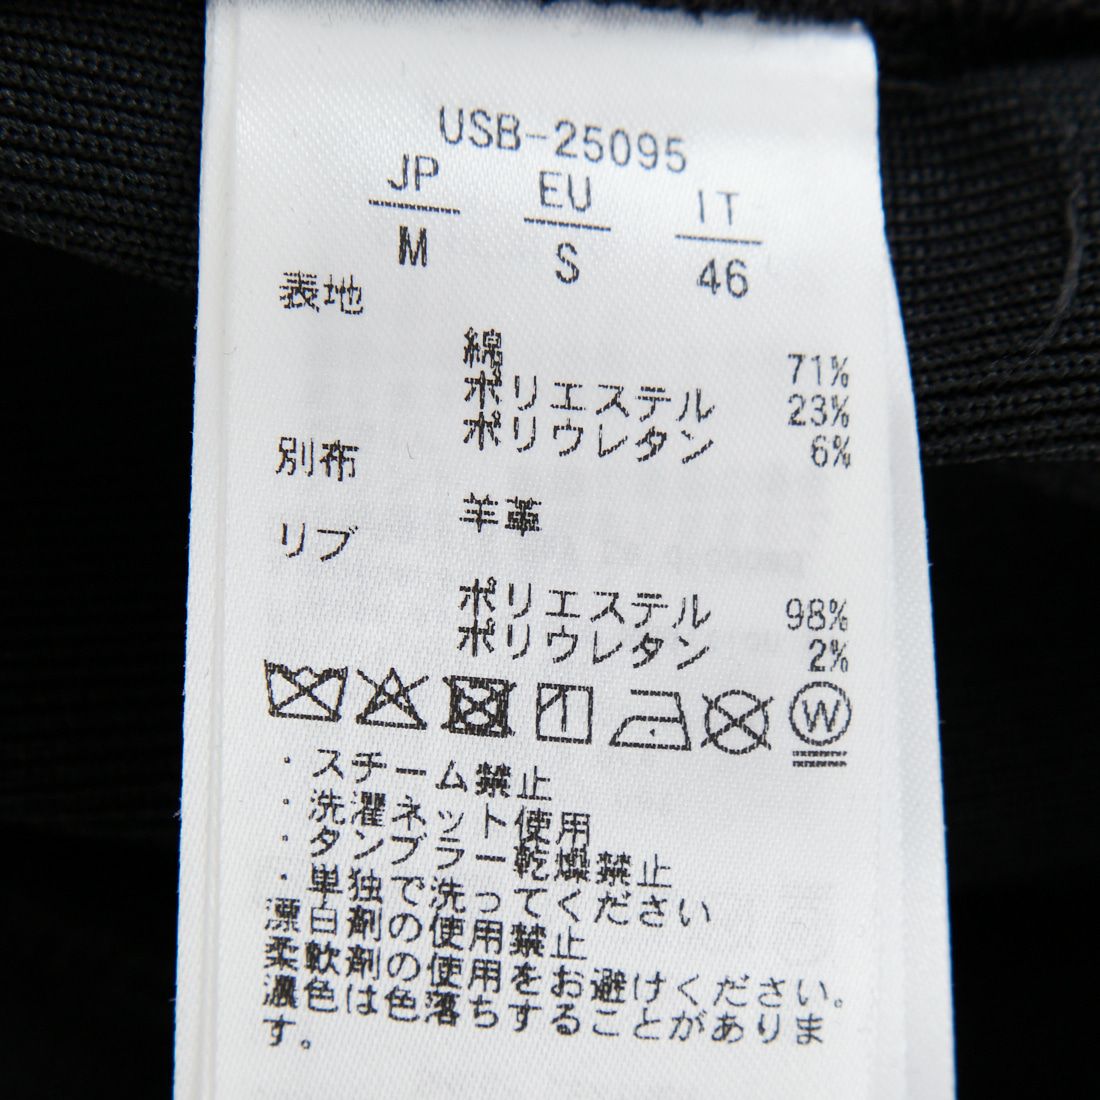 USB-25095
JP EU IT
M S 46
表地
綿 71%
ポリエステル 23%
ポリウレタン 6%
別布
羊革
リブ
ポリエステル 98%
ポリウレタン 2%
W
・スチーム禁止
・洗濯ネット使用
・タンブラー乾燥禁止
・単独で洗ってください
漂白剤の使用禁止
柔軟剤の使用をお避けください。
濃色は色落ちすることがありま
す。